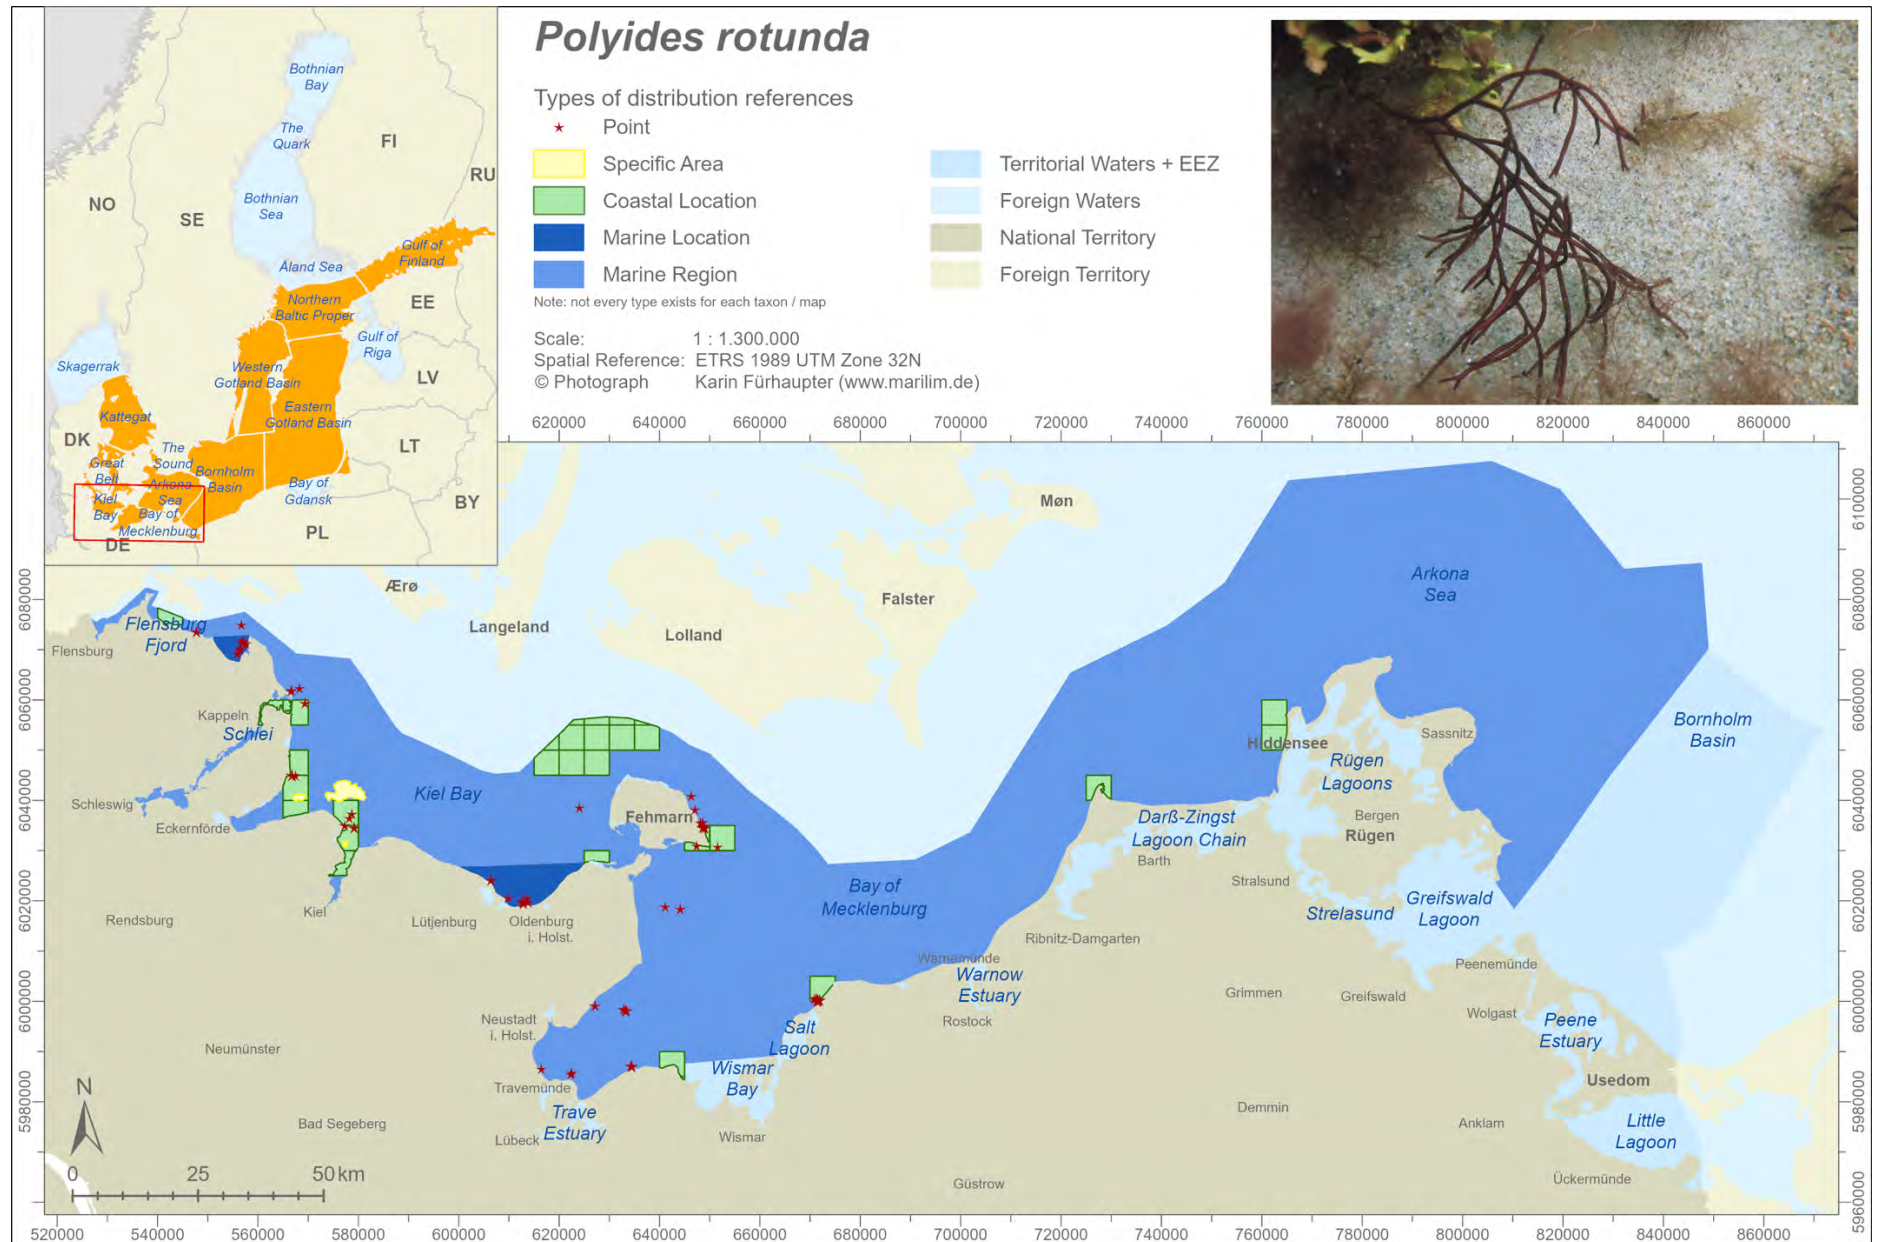 Polyides rotunda
Types of distribution references
Point
Specific Area
Coastal Location
Marine Location
Marine Region
Note: not every type exists for each taxon / map
Territorial Waters + EEZ
Foreign Waters
National Territory
Foreign Territory
Scale: 1 : 1.300.000
Spatial Reference: ETRS 1989 UTM Zone 32N
© Photograph Karin Fürhaupter (www.marilim.de)
Bothnian
Bay
The
Quark
FI
RU
NO
SE
Bothnian
Sea
Gulf of
Finland
Åland Sea
Northern
Baltic Proper
EE
Gulf of
Riga
Skagerrak
Western
Gotland Basin
LV
Kattegat
Eastern
Gotland Basin
DK
The
Sound
LT
Great
Belt
Bornholm
Basin
Arkona
Sea
Bay of
Gdansk
Kiel
Bay
Bay of
Mecklenburg
BY
PL
DE
620000 640000 660000 680000 700000 720000 740000 760000 780000 800000 820000 840000 860000
6100000
6080000
6060000
6040000
6020000
6000000
5980000
5960000
6080000
6060000
6040000
6020000
6000000
5980000
Møn
Ærø
Arkona
Sea
Falster
Langeland
Lolland
Flensburg
Fjord
Flensburg
Kappeln
Schlei
Bornholm
Basin
Sassnitz
Hiddensee
Rügen
Lagoons
Kiel Bay
Schleswig
Eckernförde
Fehmarn
Darß-Zingst
Lagoon Chain
Bergen
Rügen
Barth
Stralsund
Bay of
Mecklenburg
Greifswald
Lagoon
Strelasund
Rendsburg
Kiel
Lütjenburg
Oldenburg
i. Holst.
Ribnitz-Damgarten
Warnemünde
Warnow
Estuary
Peenemünde
Grimmen
Greifswald
Wolgast
Neustadt
i. Holst.
Rostock
Salt
Lagoon
Peene
Estuary
Neumünster
Wismar
Bay
Usedom
Travemünde
Trave
Estuary
Demmin
Anklam
Little
Lagoon
Bad Segeberg
Lübeck
Wismar
Güstrow
Ückermünde
N
0 25 50 km
520000 540000 560000 580000 600000 620000 640000 660000 680000 700000 720000 740000 760000 780000 800000 820000 840000 860000